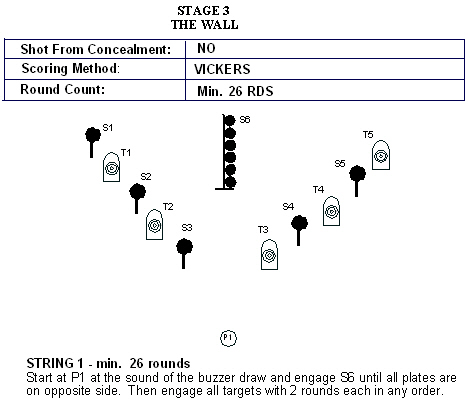 STAGE 3
THE WALL
Shot From Concealment: NO
Scoring Method: VICKERS
Round Count: Min. 26 RDS
S1
S6
T1
T5
S2
S5
T2
T4
S4
S3
T3
P1
STRING 1 - min. 26 rounds
Start at P1 at the sound of the buzzer draw and engage S6 until all plates are
on opposite side. Then engage all targets with 2 rounds each in any order.